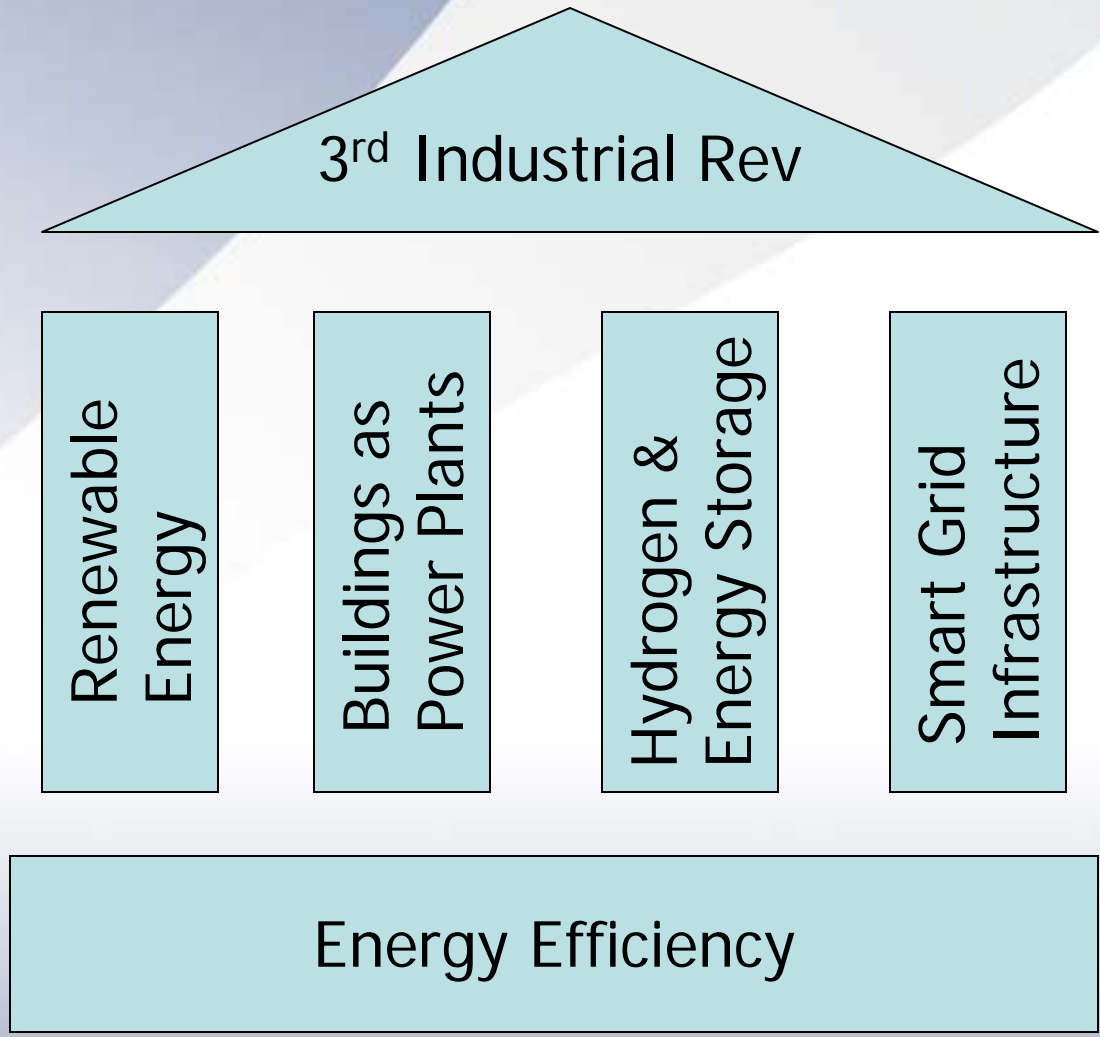 3rd Industrial Rev
Renewable
Energy
Buildings as
Power Plants
Hydrogen &
Energy Storage
Smart Grid
Infrastructure
Energy Efficiency